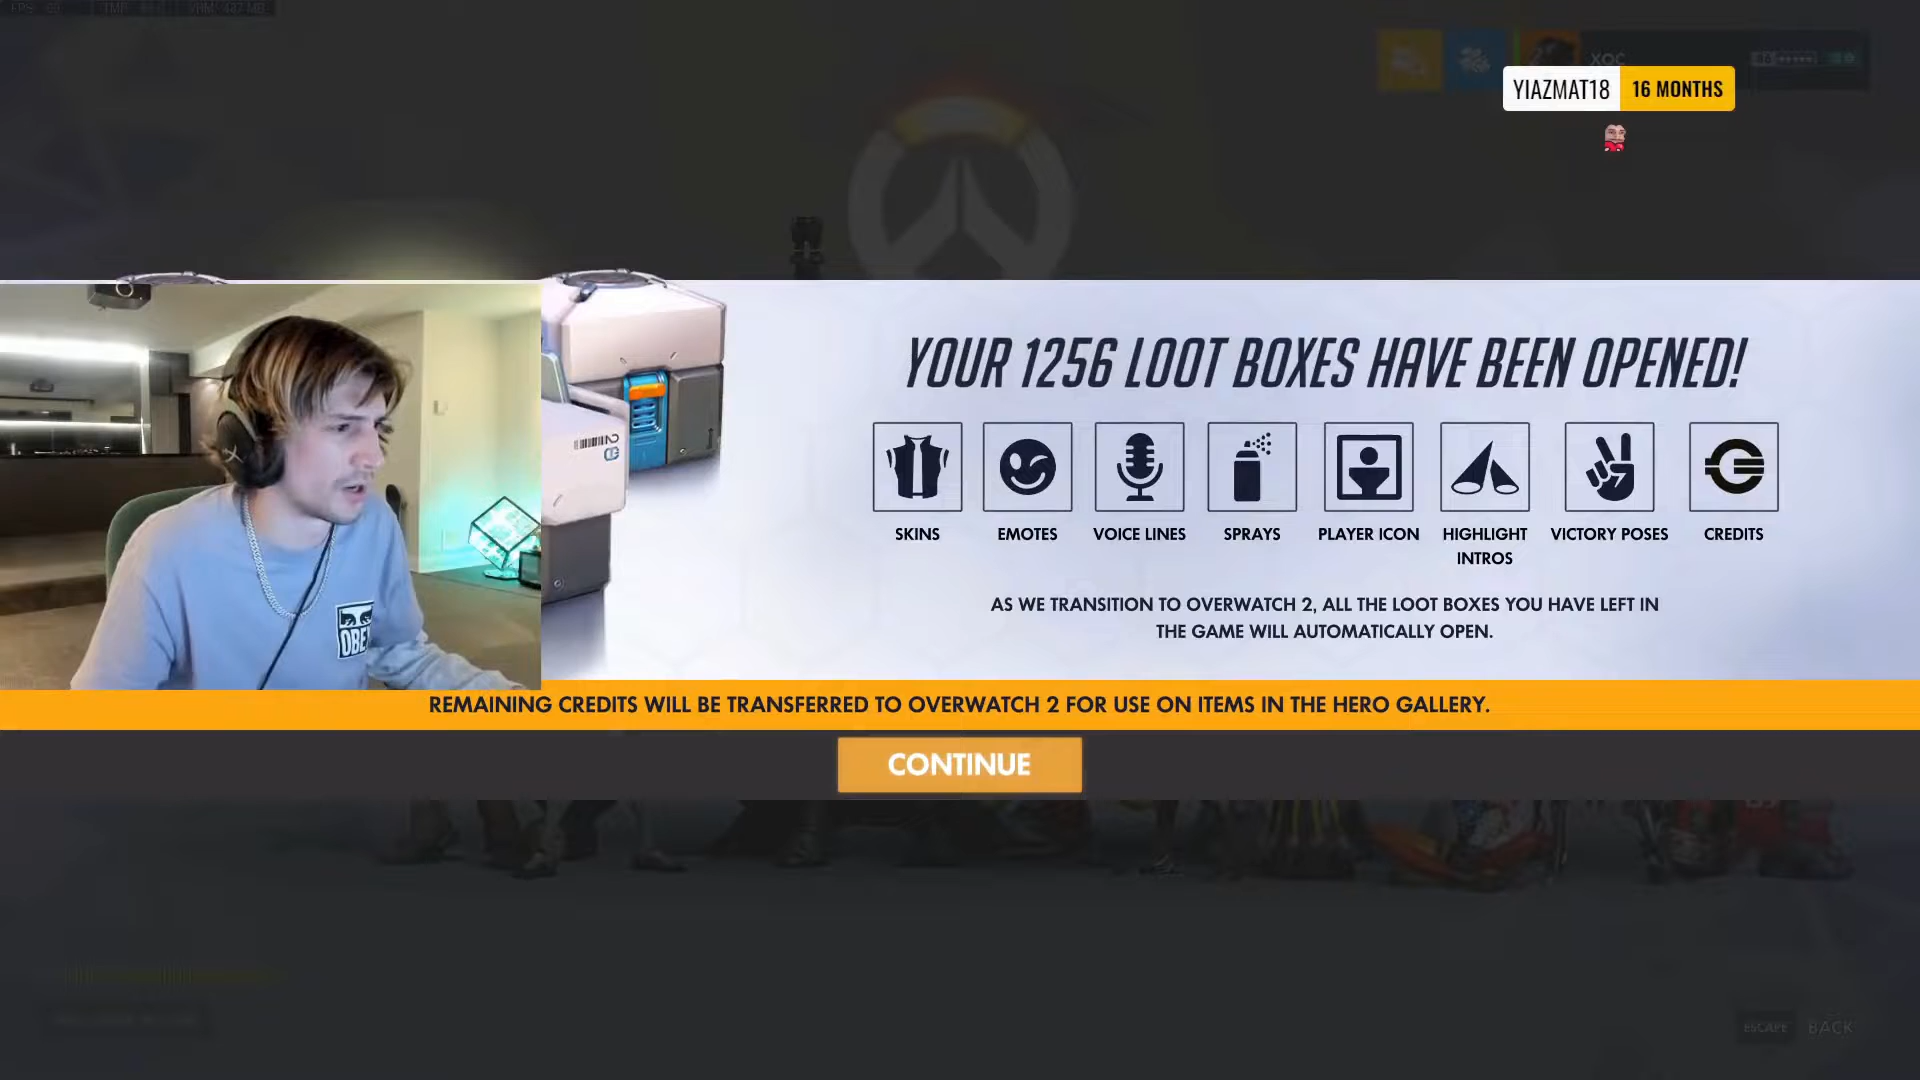 XOC
YIAZMAT18 16 MONTHS
YOUR 1256 LOOT BOXES HAVE BEEN OPENED!
SKINS
EMOTES
VOICE LINES
SPRAYS
PLAYER ICON
HIGHLIGHT
INTROS
VICTORY POSES
CREDITS
AS WE TRANSITION TO OVERWATCH 2, ALL THE LOOT BOXES YOU HAVE LEFT IN
THE GAME WILL AUTOMATICALLY OPEN.
REMAINING CREDITS WILL BE TRANSFERRED TO OVERWATCH 2 FOR USE ON ITEMS IN THE HERO GALLERY.
CONTINUE
ESCAPE BACK